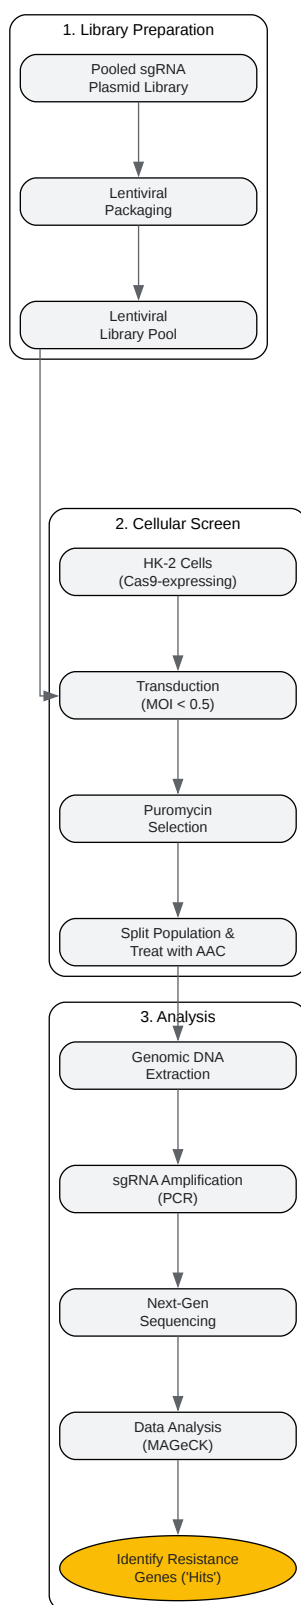 1. Library Preparation
Pooled sgRNA
Plasmid Library
Lentiviral
Packaging
Lentiviral
Library Pool
2. Cellular Screen
HK-2 Cells
(Cas9-expressing)
Transduction
(MOI < 0.5)
Puromycin
Selection
Split Population &
Treat with AAC
3. Analysis
Genomic DNA
Extraction
sgRNA Amplification
(PCR)
Next-Gen
Sequencing
Data Analysis
(MAGeCK)
Identify Resistance
Genes ('Hits')